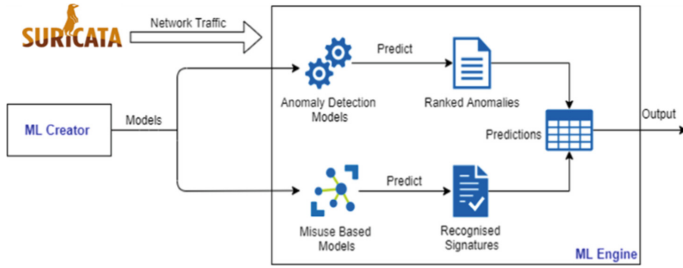 SURICATA
Network Traffic
ML Creator
Models
Anomaly Detection
Models
Predict
Ranked Anomalies
Misuse Based
Models
Predict
Recognised
Signatures
Predictions
Output
ML Engine